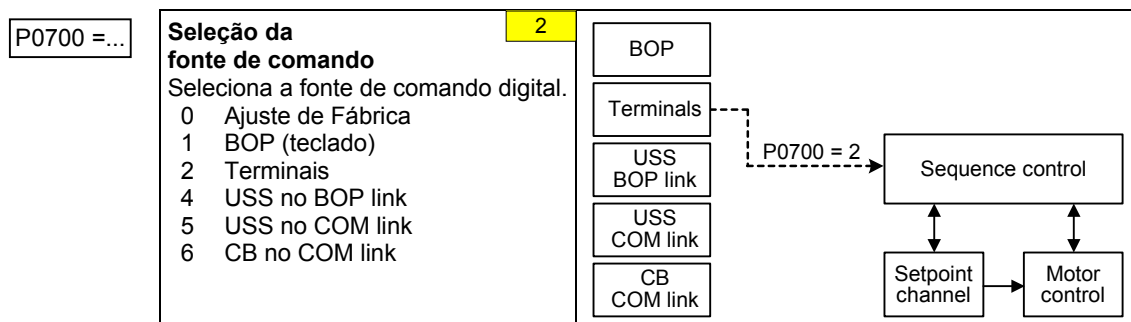 P0700 =...
Seleção da
2
fonte de comando
Seleciona a fonte de comando digital.
0 Ajuste de Fábrica
1 BOP (teclado)
2 Terminais
4 USS no BOP link
5 USS no COM link
6 CB no COM link
BOP
Terminals
USS
BOP link
USS
COM link
CB
COM link
P0700 = 2
Sequence control
Setpoint
channel
Motor
control